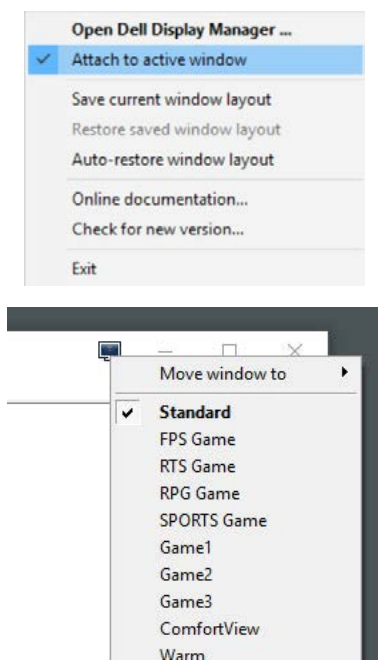 Open Dell Display Manager ...
Attach to active window
Save current window layout
Restore saved window layout
Auto-restore window layout
Online documentation...
Check for new version...
Exit
Move window to
Standard
FPS Game
RTS Game
RPG Game
SPORTS Game
Game1
Game2
Game3
ComfortView
Warm